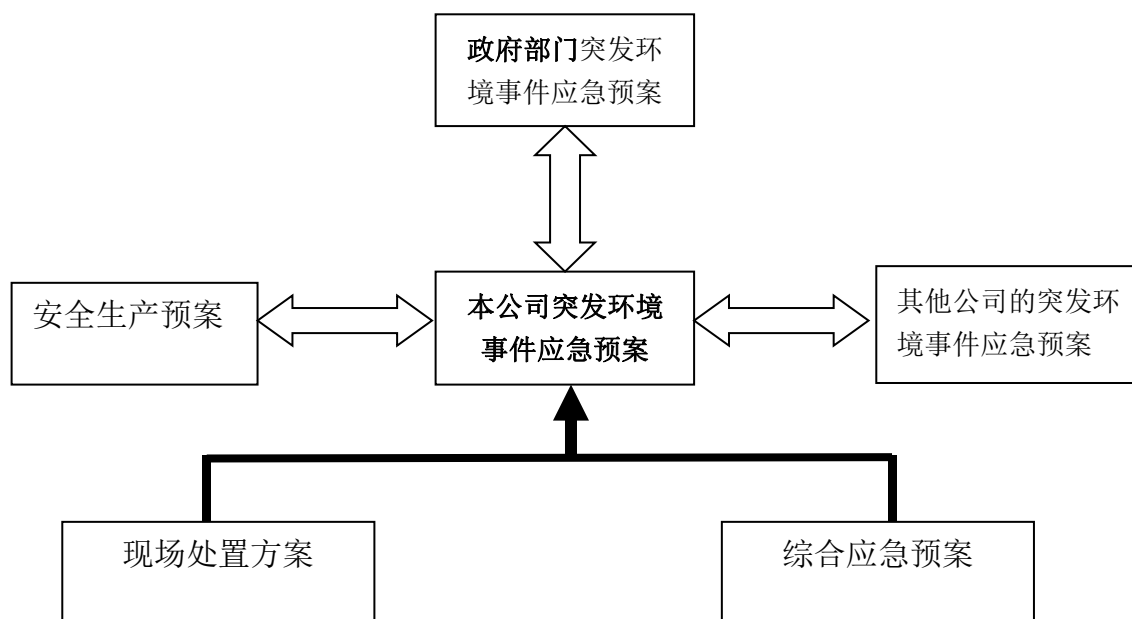 政府部门突发环
境事件应急预案
安全生产预案
本公司突发环境
事件应急预案
其他公司的突发环
境事件应急预案
现场处置方案
综合应急预案